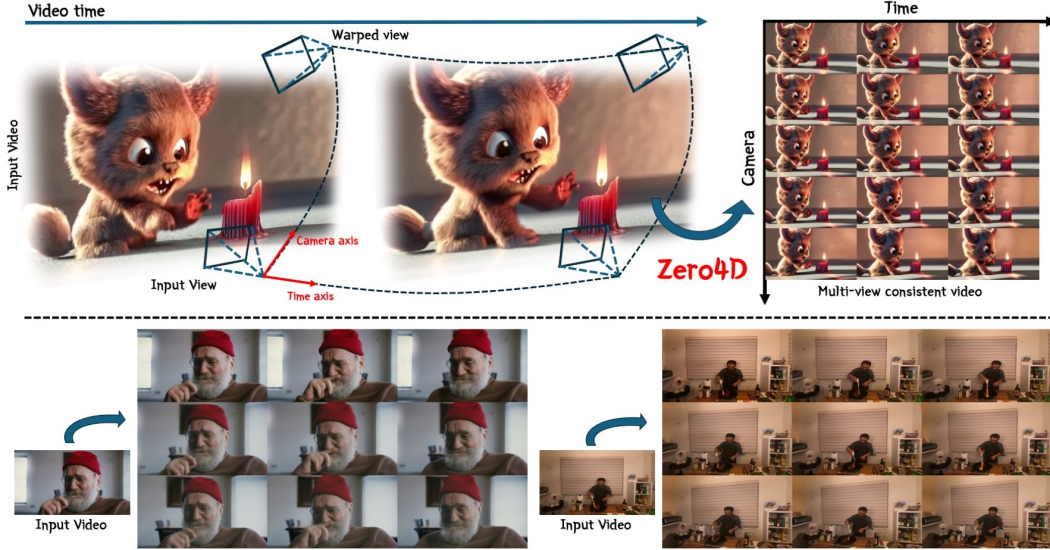 Video time
Time
Warped view
Input Video
Camera
Camera axis
Input View
Time axis
Zero4D
Multi-view consistent video
Input Video
Input Video